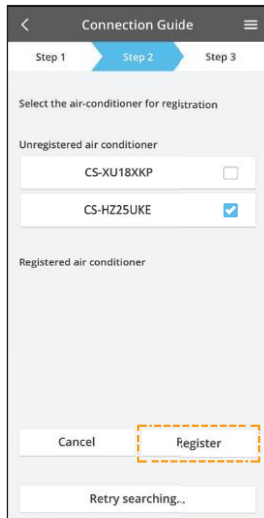 Connection Guide
Step 1 Step 2 Step 3
Select the air-conditioner for registration
Unregistered air conditioner
CS-XU18XKP
CS-HZ25UKE
Registered air conditioner
Cancel Register
Retry searching...